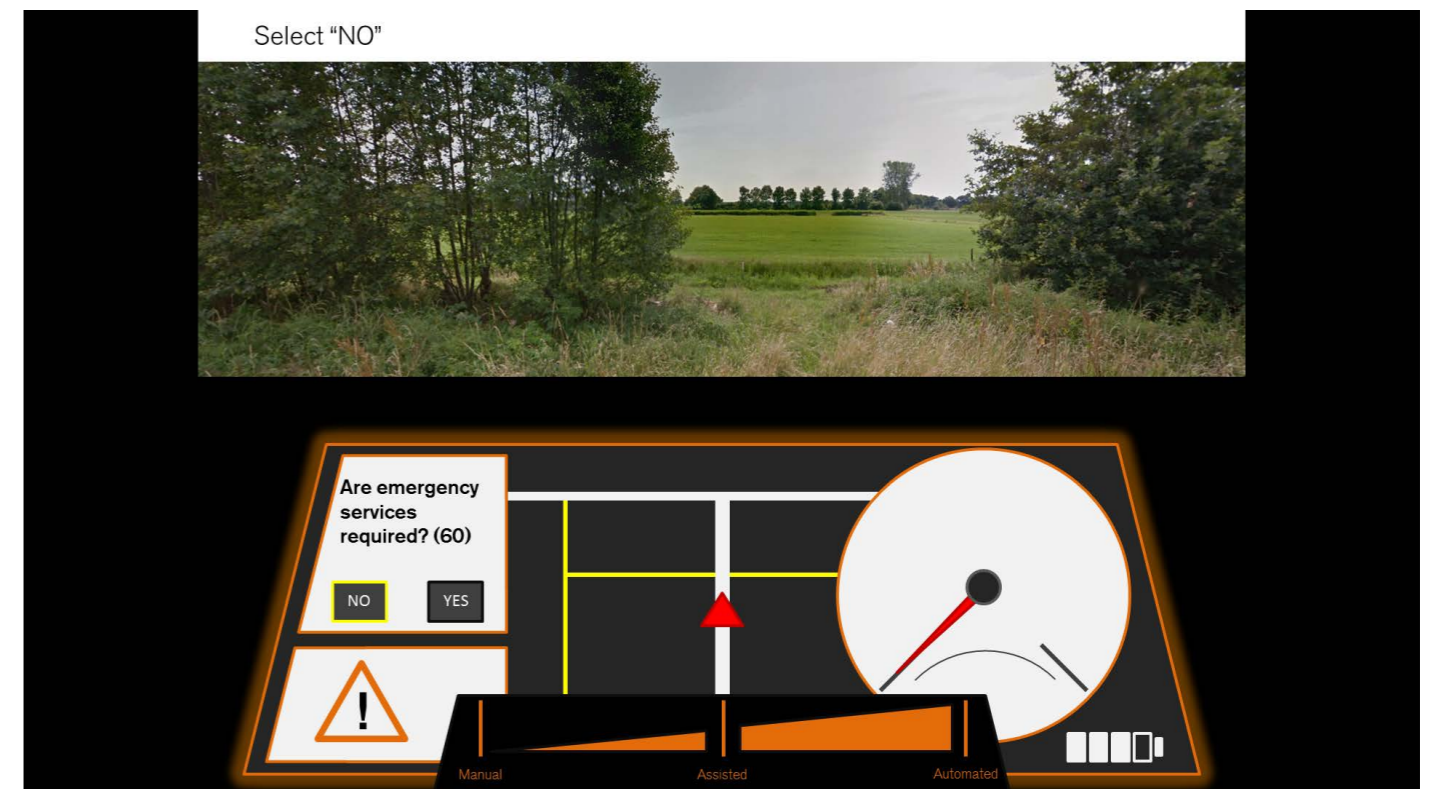 Select “NO”
Are emergency
services
required? (60)
NO YES
!
Manual Assisted Automated